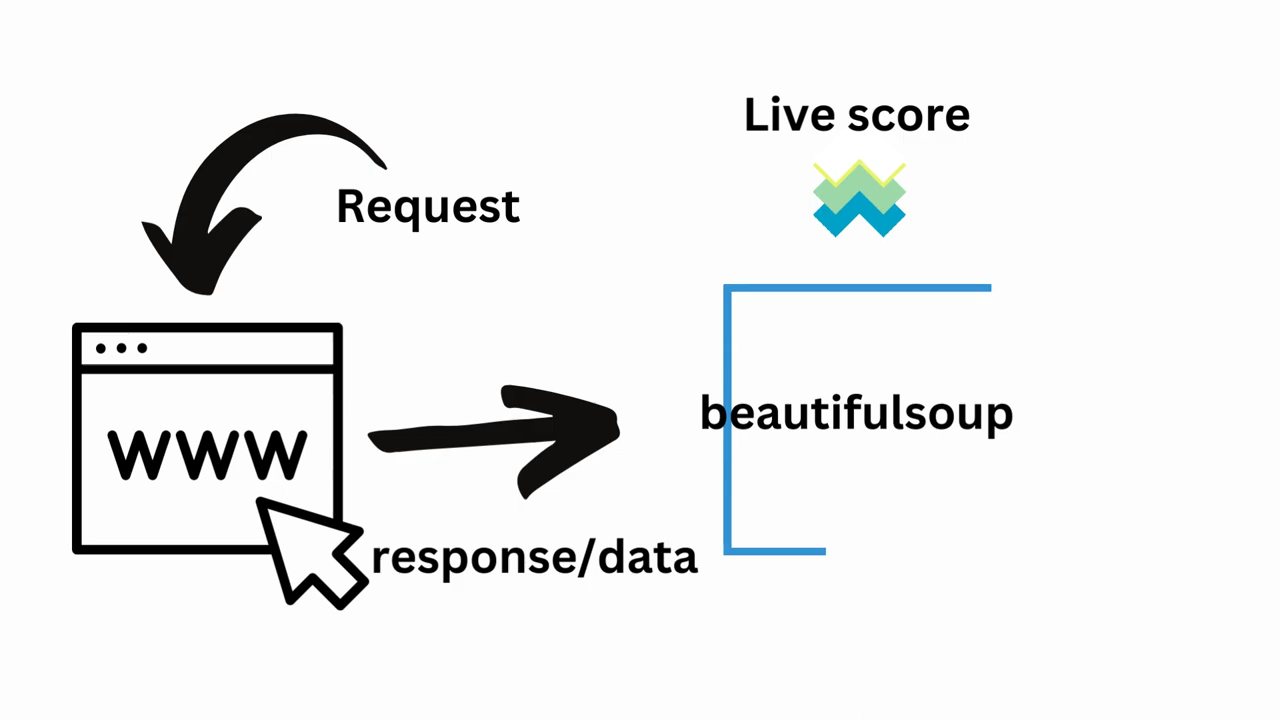 Live score
Request
WWW
beautifulsoup
response/data